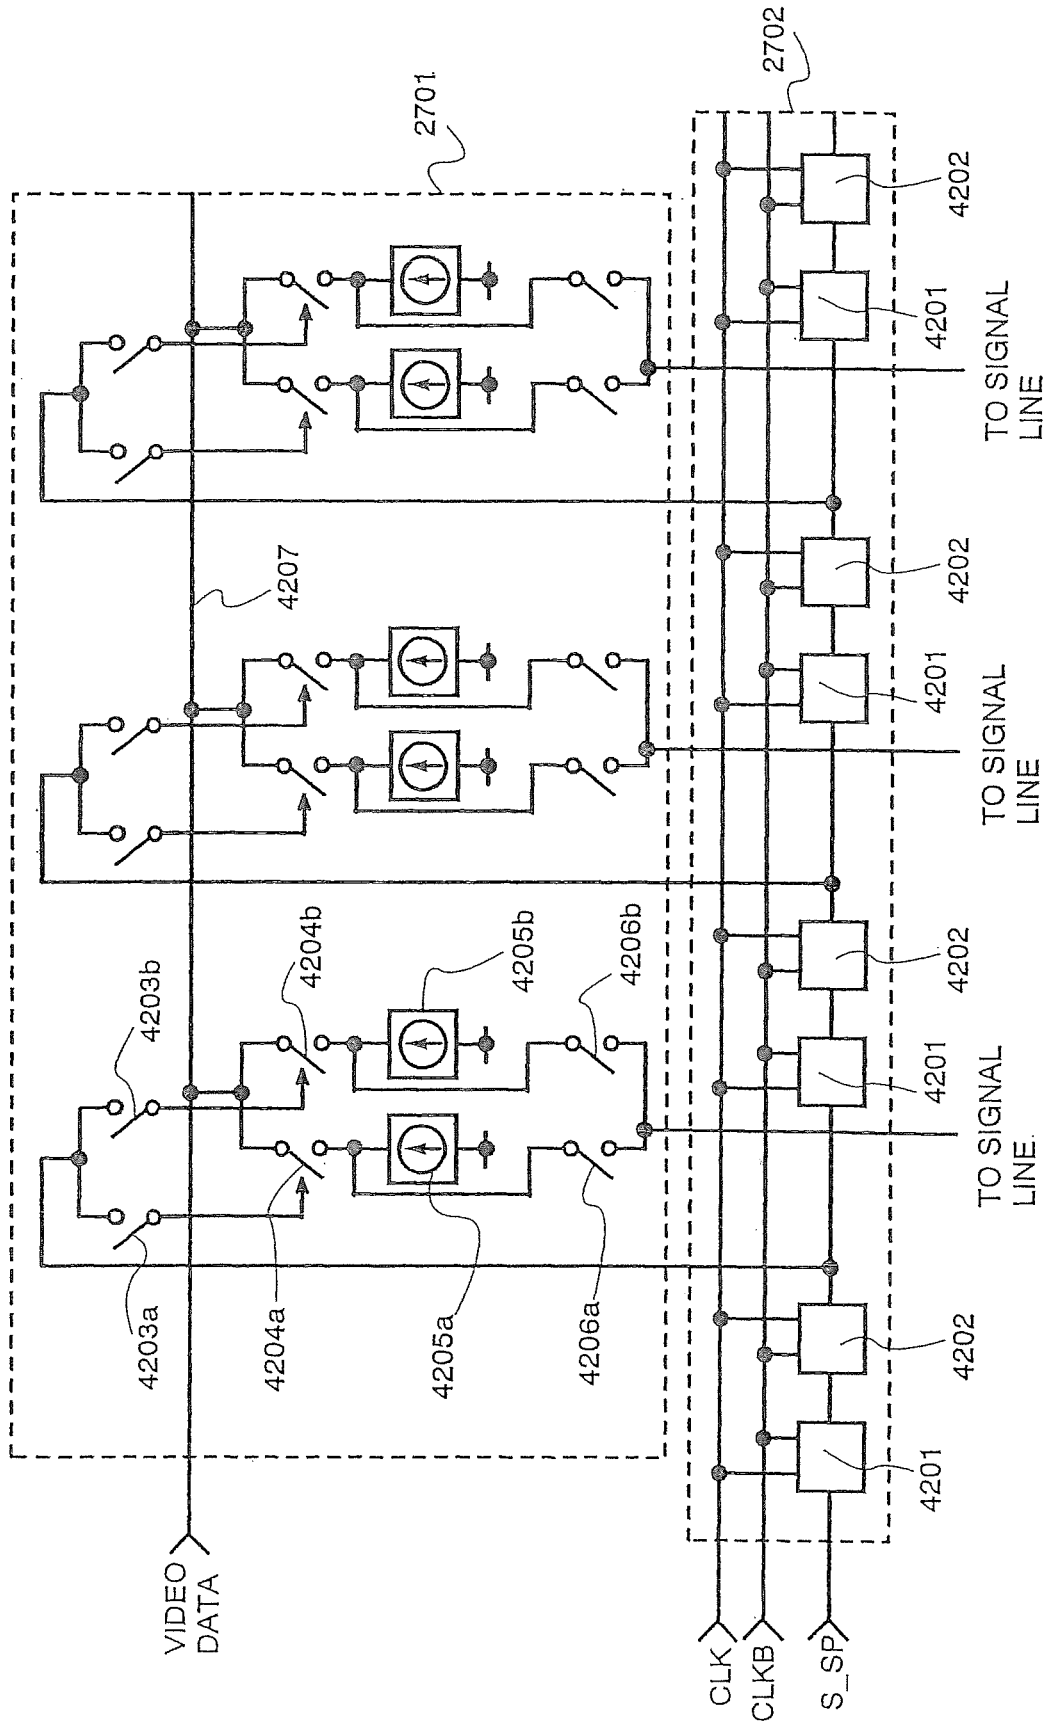 2701
4207
VIDEO
DATA
4203a
4203b
4204a
4204b
4205a
4205b
4206a
4206b
2702
CLK
CLKB
S_SP
4201
4202
4201
4202
4201
4202
4201
4202
TO SIGNAL
LINE.
TO SIGNAL
LINE
TO SIGNAL
LINE